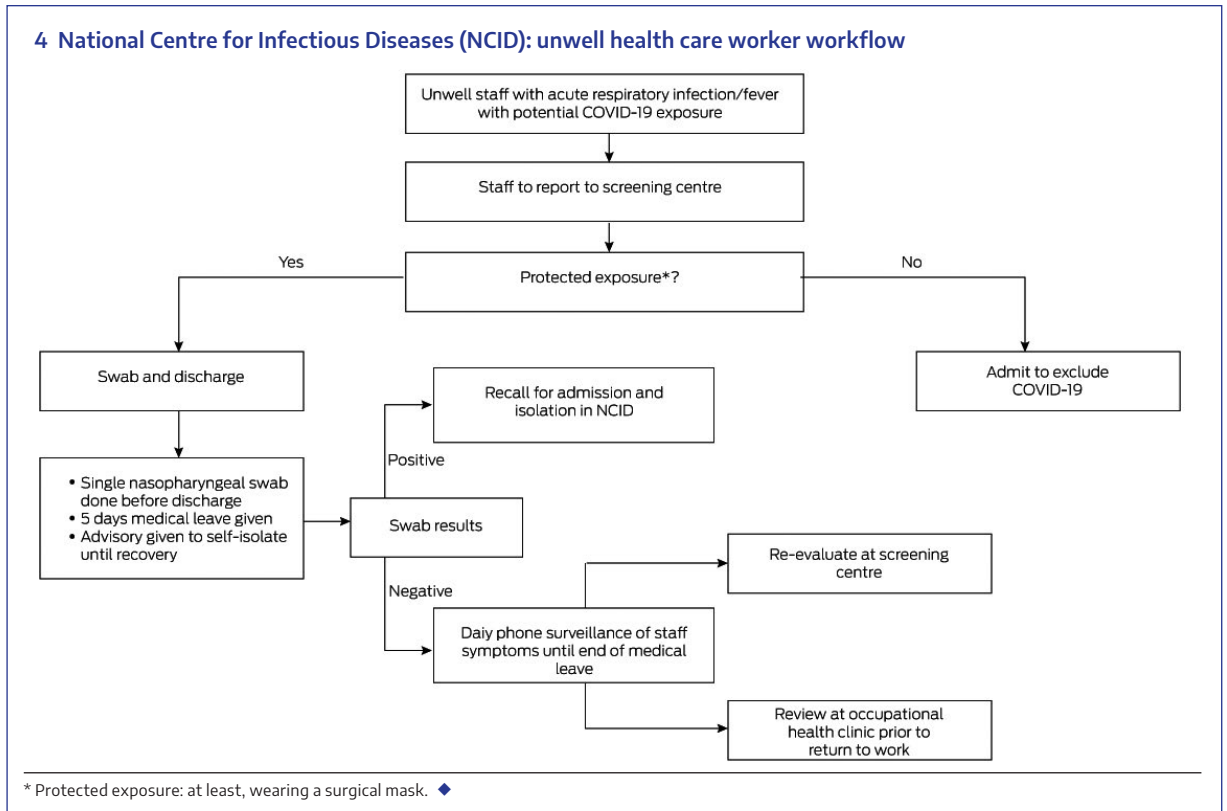 4 National Centre for Infectious Diseases (NCID): unwell health care worker workflow
Unwell staff with acute respiratory infection/fever
with potential COVID-19 exposure
Staff to report to screening centre
Protected exposure*?
Yes
No
Swab and discharge
Admit to exclude
COVID-19
Recall for admission and
isolation in NCID
Positive
• Single nasopharyngeal swab
done before discharge
• 5 days medical leave given
• Advisory given to self-isolate
until recovery
Swab results
Negative
Re-evaluate at screening
centre
Daiy phone surveillance of staff
symptoms until end of medical
leave
Review at occupational
health clinic prior to
return to work
* Protected exposure: at least, wearing a surgical mask. ◆